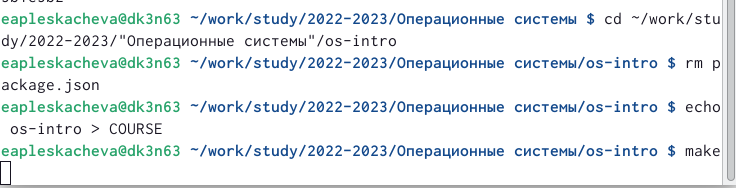 eapleskacheva@dk3n63 ~/work/study/2022-2023/Операционные системы $ cd ~/work/stu
dy/2022-2023/"Операционные системы"/os-intro
eapleskacheva@dk3n63 ~/work/study/2022-2023/Операционные системы/os-intro $ rm p
ackage.json
eapleskacheva@dk3n63 ~/work/study/2022-2023/Операционные системы/os-intro $ echo
 os-intro > COURSE
eapleskacheva@dk3n63 ~/work/study/2022-2023/Операционные системы/os-intro $ make